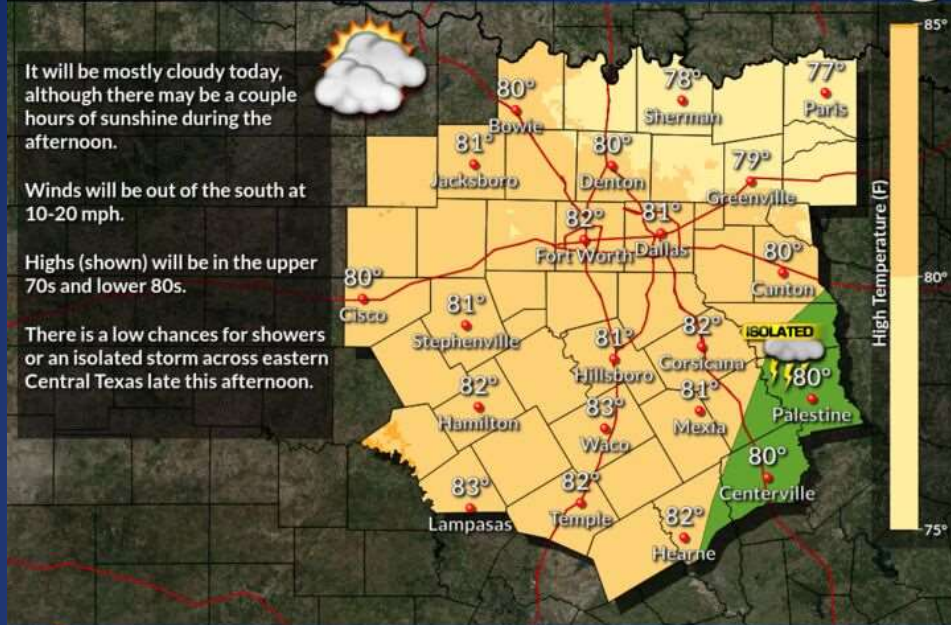 It will be mostly cloudy today,
although there may be a couple
hours of sunshine during the
afternoon.
Winds will be out of the south at
10-20 mph.
Highs (shown) will be in the upper
70s and lower 80s.
There is a low chances for showers
or an isolated storm across eastern
Central Texas late this afternoon.
80°
Bowie
78°
Sherman
77°
Paris
81°
Jacksboro
80°
Denton
79°
Greenville
82°
Fort Worth
81°
Dallas
80°
Canton
80°
Cisco
81°
Stephenville
81°
Hillsboro
82°
Corsicana
ISOLATED
80°
Palestine
82°
Hamilton
83°
Waco
81°
Mexia
80°
Centerville
83°
Lampasas
82°
Temple
82°
Hearne
85°
80°
75°
High Temperature (F)